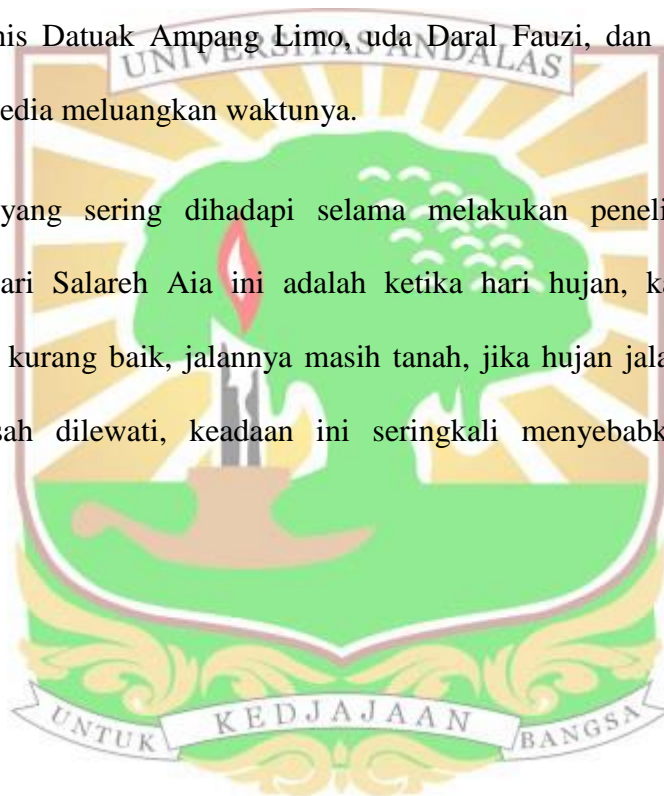 nis Datuak Ampang Limo, uda Daral Fauzi, dan
UNIVERSITAS ANDALAS
edia meluangkan waktunya.
yang sering dihadapi selama melakukan peneli
ari Salareh Aia ini adalah ketika hari hujan, ka
kurang baik, jalannya masih tanah, jika hujan jala
sah dilewati, keadaan ini seringkali menyebabk
UNTUK KEDJAJAAN BANGSA